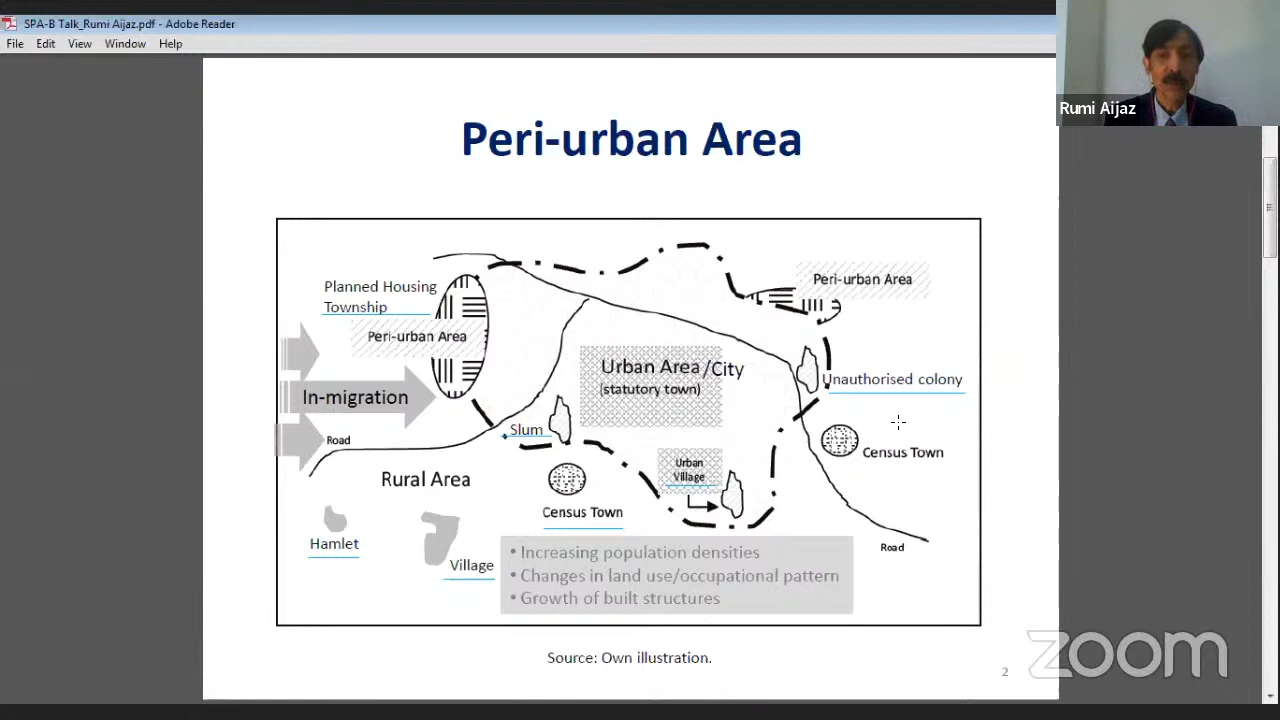 SPA-B Talk_Rumi Aijaz.pdf - Adobe Reader
File Edit View Window Help
Rumi Aijaz
Peri-urban Area
Planned Housing
Township
Peri-urban Area
Peri-urban Area
Urban Area/City
(statutory town)
Unauthorised colony
In-migration
Slum
Road
Census Town
Urban
Village
Rural Area
Census Town
Hamlet
Village
Road
• Increasing population densities
• Changes in land use/occupational pattern
• Growth of built structures
Source: Own illustration.
2
zoom